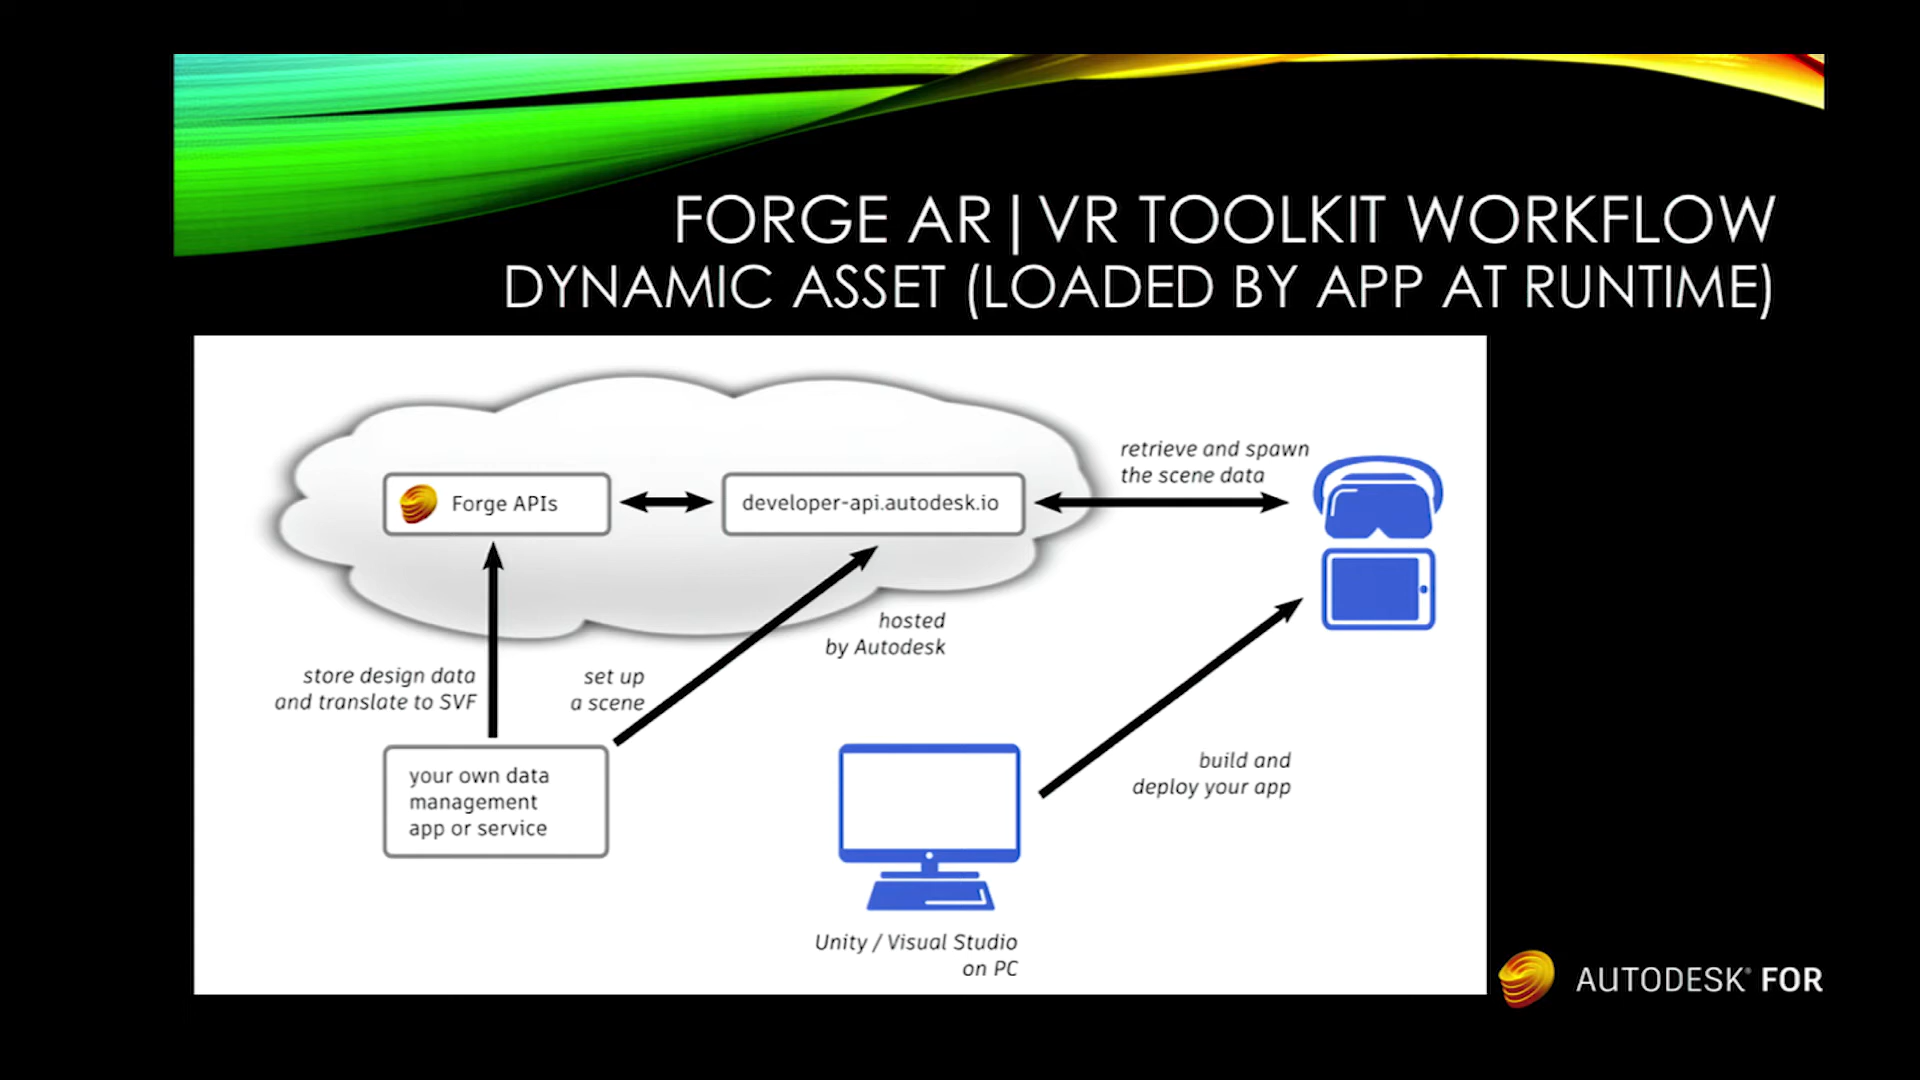 FORGE AR|VR TOOLKIT WORKFLOW
DYNAMIC ASSET (LOADED BY APP AT RUNTIME)
retrieve and spawn
the scene data
Forge APIs
developer-api.autodesk.io
hosted
by Autodesk
store design data
and translate to SVF
set up
a scene
your own data
management
app or service
build and
deploy your app
Unity / Visual Studio
on PC
AUTODESK® FOR